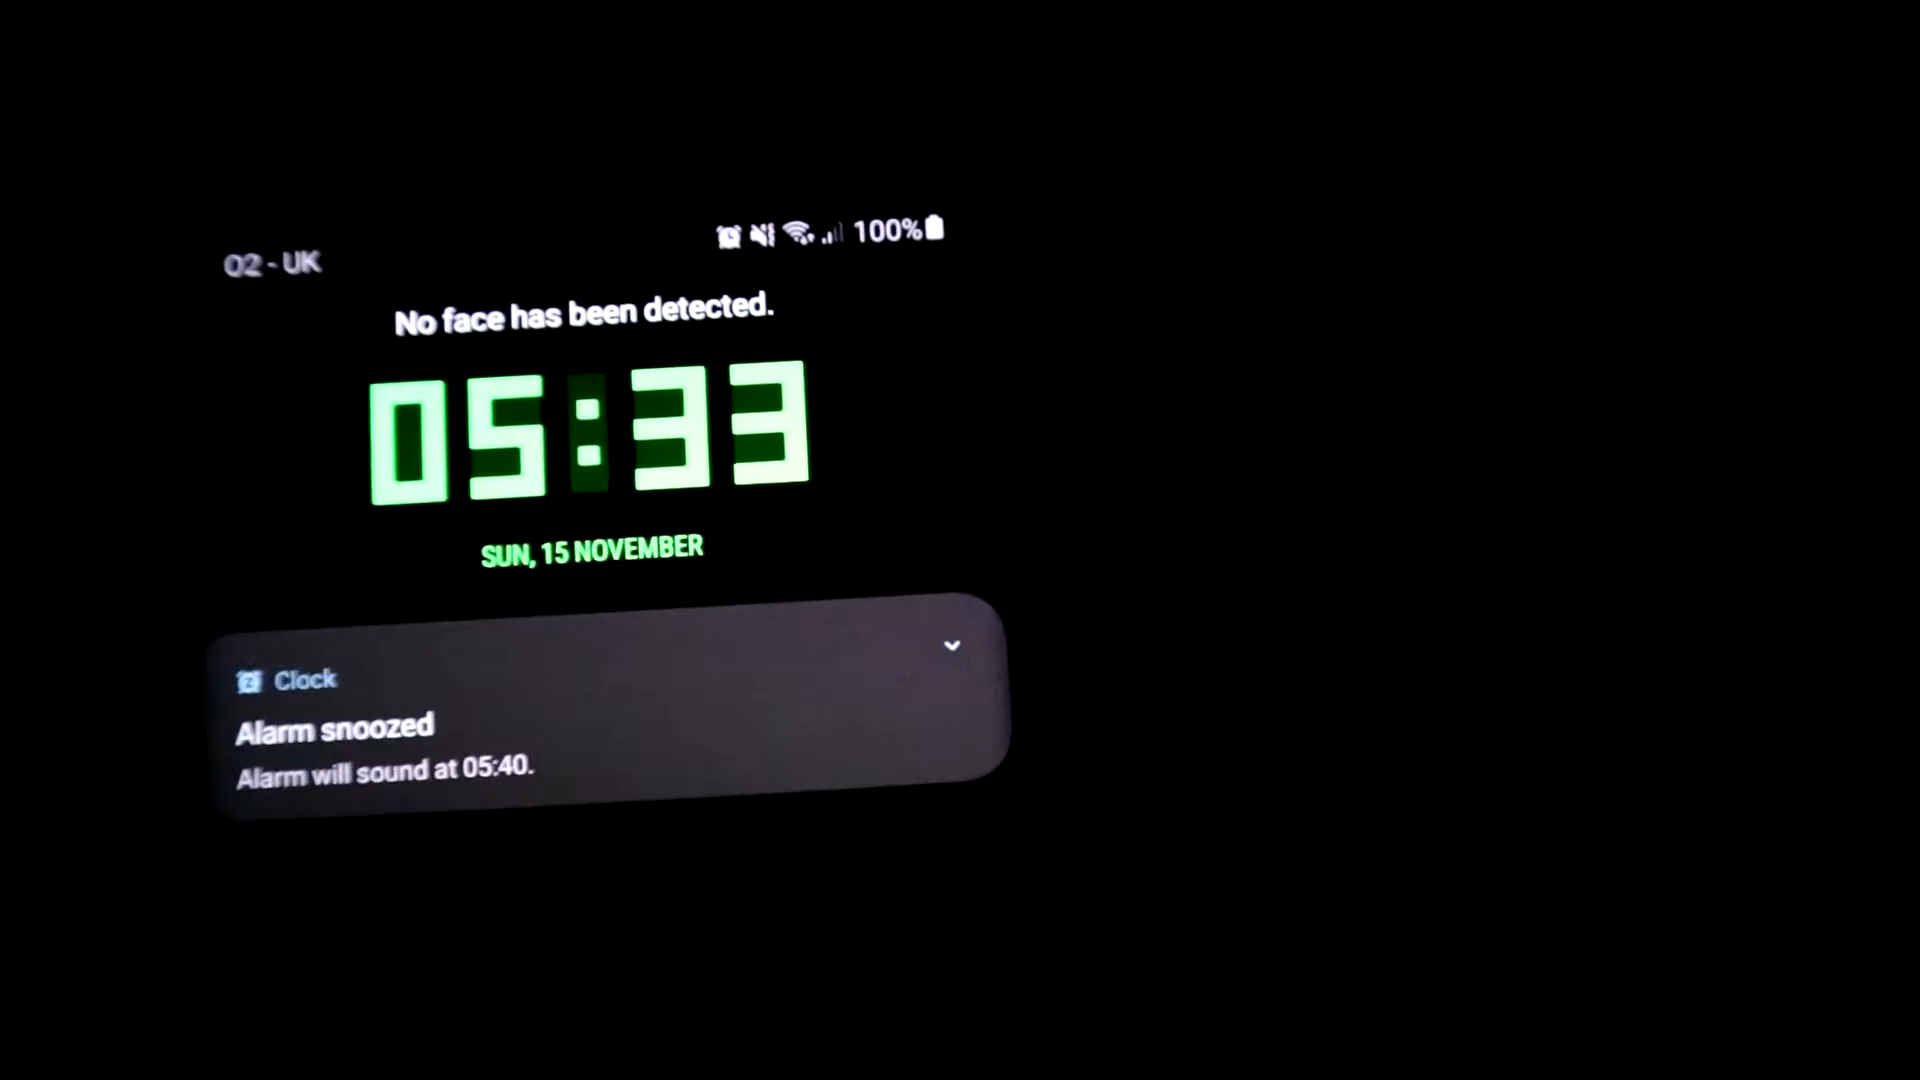 O2 - UK
100%
No face has been detected.
05:33
SUN, 15 NOVEMBER
Clock
Alarm snoozed
Alarm will sound at 05:40.